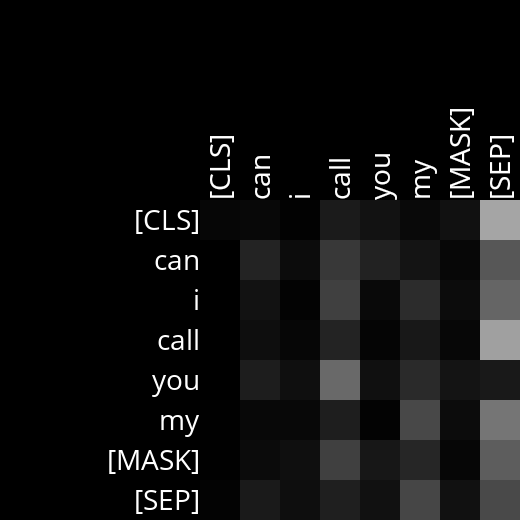 [CLS] can i call you my [MASK] [SEP]
[CLS]
can
i
call
you
my
[MASK]
[SEP]